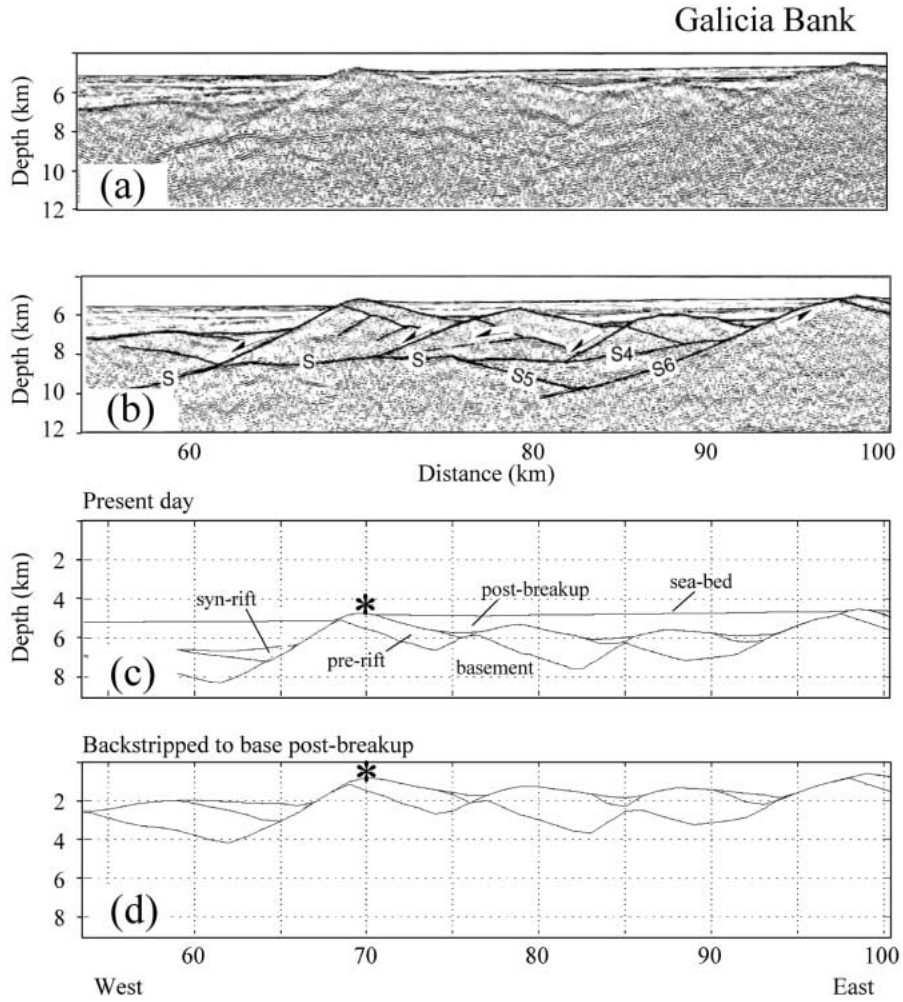 Galicia Bank
Depth (km)
6
8
10
12
(a)
Depth (km)
6
8
10
12
(b)
S
S
S
S4
S5
S6
60
80
90
100
Distance (km)
Present day
Depth (km)
2
4
6
8
(c)
syn-rift
*
post-breakup
sea-bed
pre-rift
basement
Backstripped to base post-breakup
2
4
6
8
(d)
*
60
70
80
90
100
West
East